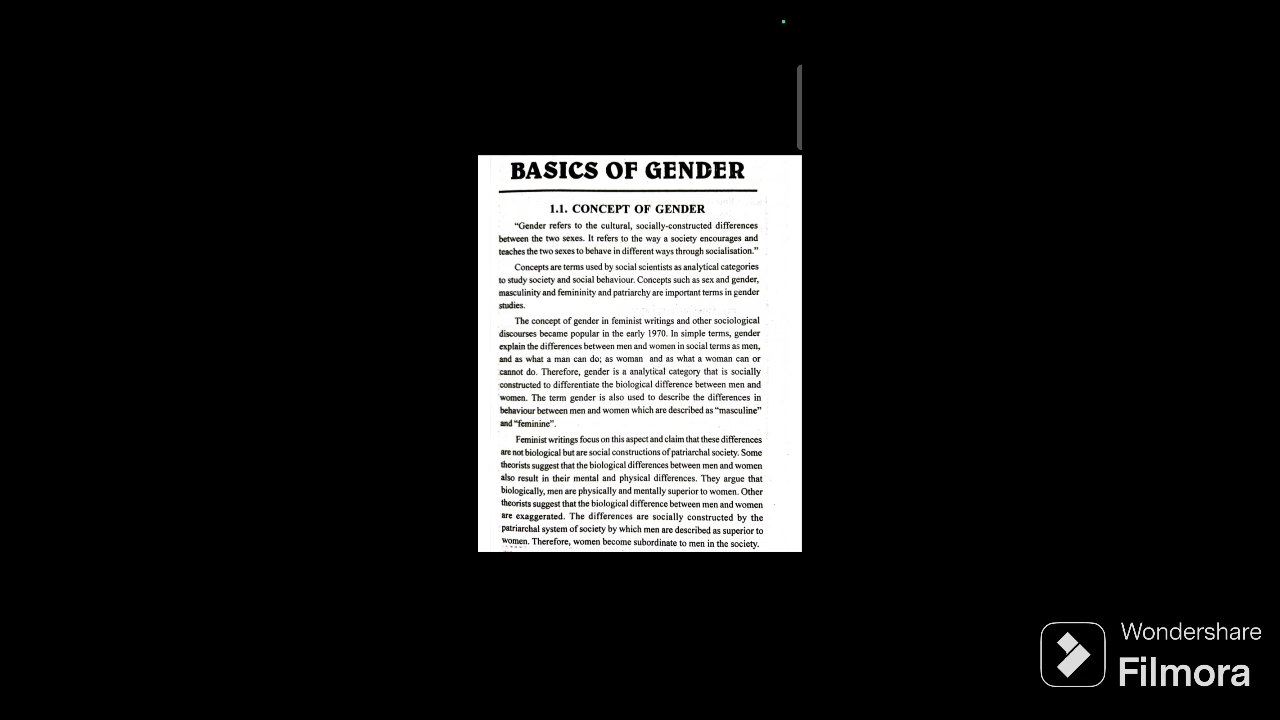 BASICS OF GENDER
1.1. CONCEPT OF GENDER
“Gender refers to the cultural, socially-constructed differences
between the two sexes. It refers to the way a society encourages and
teaches the two sexes to behave in different ways through socialisation.”
Concepts are terms used by social scientists as analytical categories
to study society and social behaviour. Concepts such as sex and gender,
masculinity and femininity and patriarchy are important terms in gender
studies.
The concept of gender in feminist writings and other sociological
discourses became popular in the early 1970. In simple terms, gender
explain the differences between men and women in social terms as men,
and as what a man can do; as woman and as what a woman can or
cannot do. Therefore, gender is a analytical category that is socially
constructed to differentiate the biological difference between men and
women. The term gender is also used to describe the differences in
behaviour between men and women which are described as “masculine”
and “feminine”.
Feminist writings focus on this aspect and claim that these differences
are not biological but are social constructions of patriarchal society. Some
theorists suggest that the biological differences between men and women
also result in their mental and physical differences. They argue that
biologically, men are physically and mentally superior to women. Other
theorists suggest that the biological difference between men and women
are exaggerated. The differences are socially constructed by the
patriarchal system of society by which men are described as superior to
women. Therefore, women become subordinate to men in the society.
Wondershare
Filmora